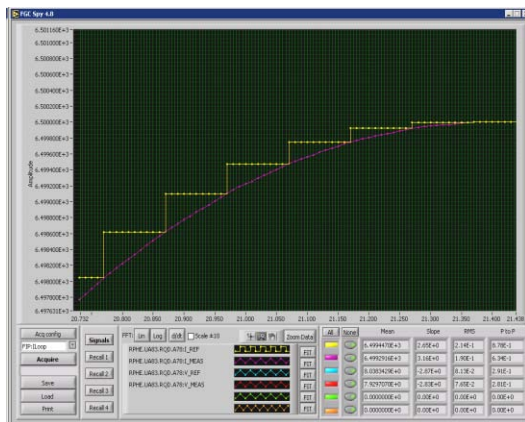 FGC Spy 4.0
6.501160E+3
6.501000E+3
6.500800E+3
6.500600E+3
6.500400E+3
6.500200E+3
6.500000E+3
6.499800E+3
6.499600E+3
6.499400E+3
6.499200E+3
6.499000E+3
6.498800E+3
6.498600E+3
6.498400E+3
6.498200E+3
6.498000E+3
6.497800E+3
6.497631E+3
Amplitude
20.732 20.800 20.850 20.900 20.950 21.000 21.050 21.100 21.150 21.200 21.250 21.300 21.350 21.400 21.438
Acq config
Acquire
Save
Load
Print
Signals
Recall 1
Recall 2
Recall 3
Recall 4
FFT: Lin Log d/dt Scale X10 Zoom Data
RPHE.UA83.RQD.A78:I_REF FIT
RPHE.UA83.RQD.A78:I_MEAS FIT
RPHE.UA83.RQD.A78:V_REF FIT
RPHE.UA83.RQD.A78:V_MEAS FIT
FIT
FIT
All None Mean Slope RMS P to P
6.4994470E+3 2.65E+0 2.14E-1 8.78E-1
6.4992916E+3 3.16E+0 1.90E-1 6.34E-1
8.0383429E+0 -2.87E+0 8.13E-2 2.91E-1
7.9297070E+0 -2.83E+0 7.65E-2 2.81E-1
0.0000000E+0 0.00E+0 0.00E+0 0.00E+0
0.0000000E+0 0.00E+0 0.00E+0 0.00E+0